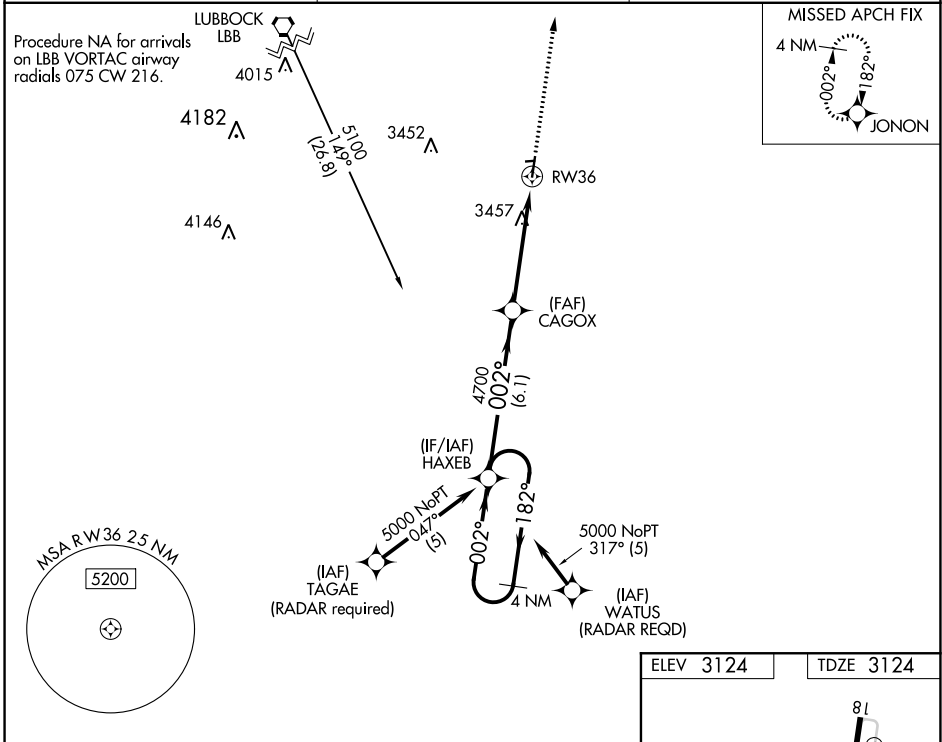 LUBBOCK
LBB
Procedure NA for arrivals
on LBB VORTAC airway
radials 075 CW 216.
MISSED APCH FIX
4 NM
002°
182°
JONON
4015
4182
3452
5100
149°
(26.8)
RW36
4146
3457
(FAF)
CAGOX
4700
002°
(6.1)
(IF/IAF)
HAXEB
5000 NoPT
047°
(5)
002°
182°
5000 NoPT
317° (5)
MSA RW36 25 NM
5200
(IAF)
TAGAE
(RADAR required)
4 NM
(IAF)
WATUS
(RADAR REQD)
ELEV 3124
TDZE 3124
18